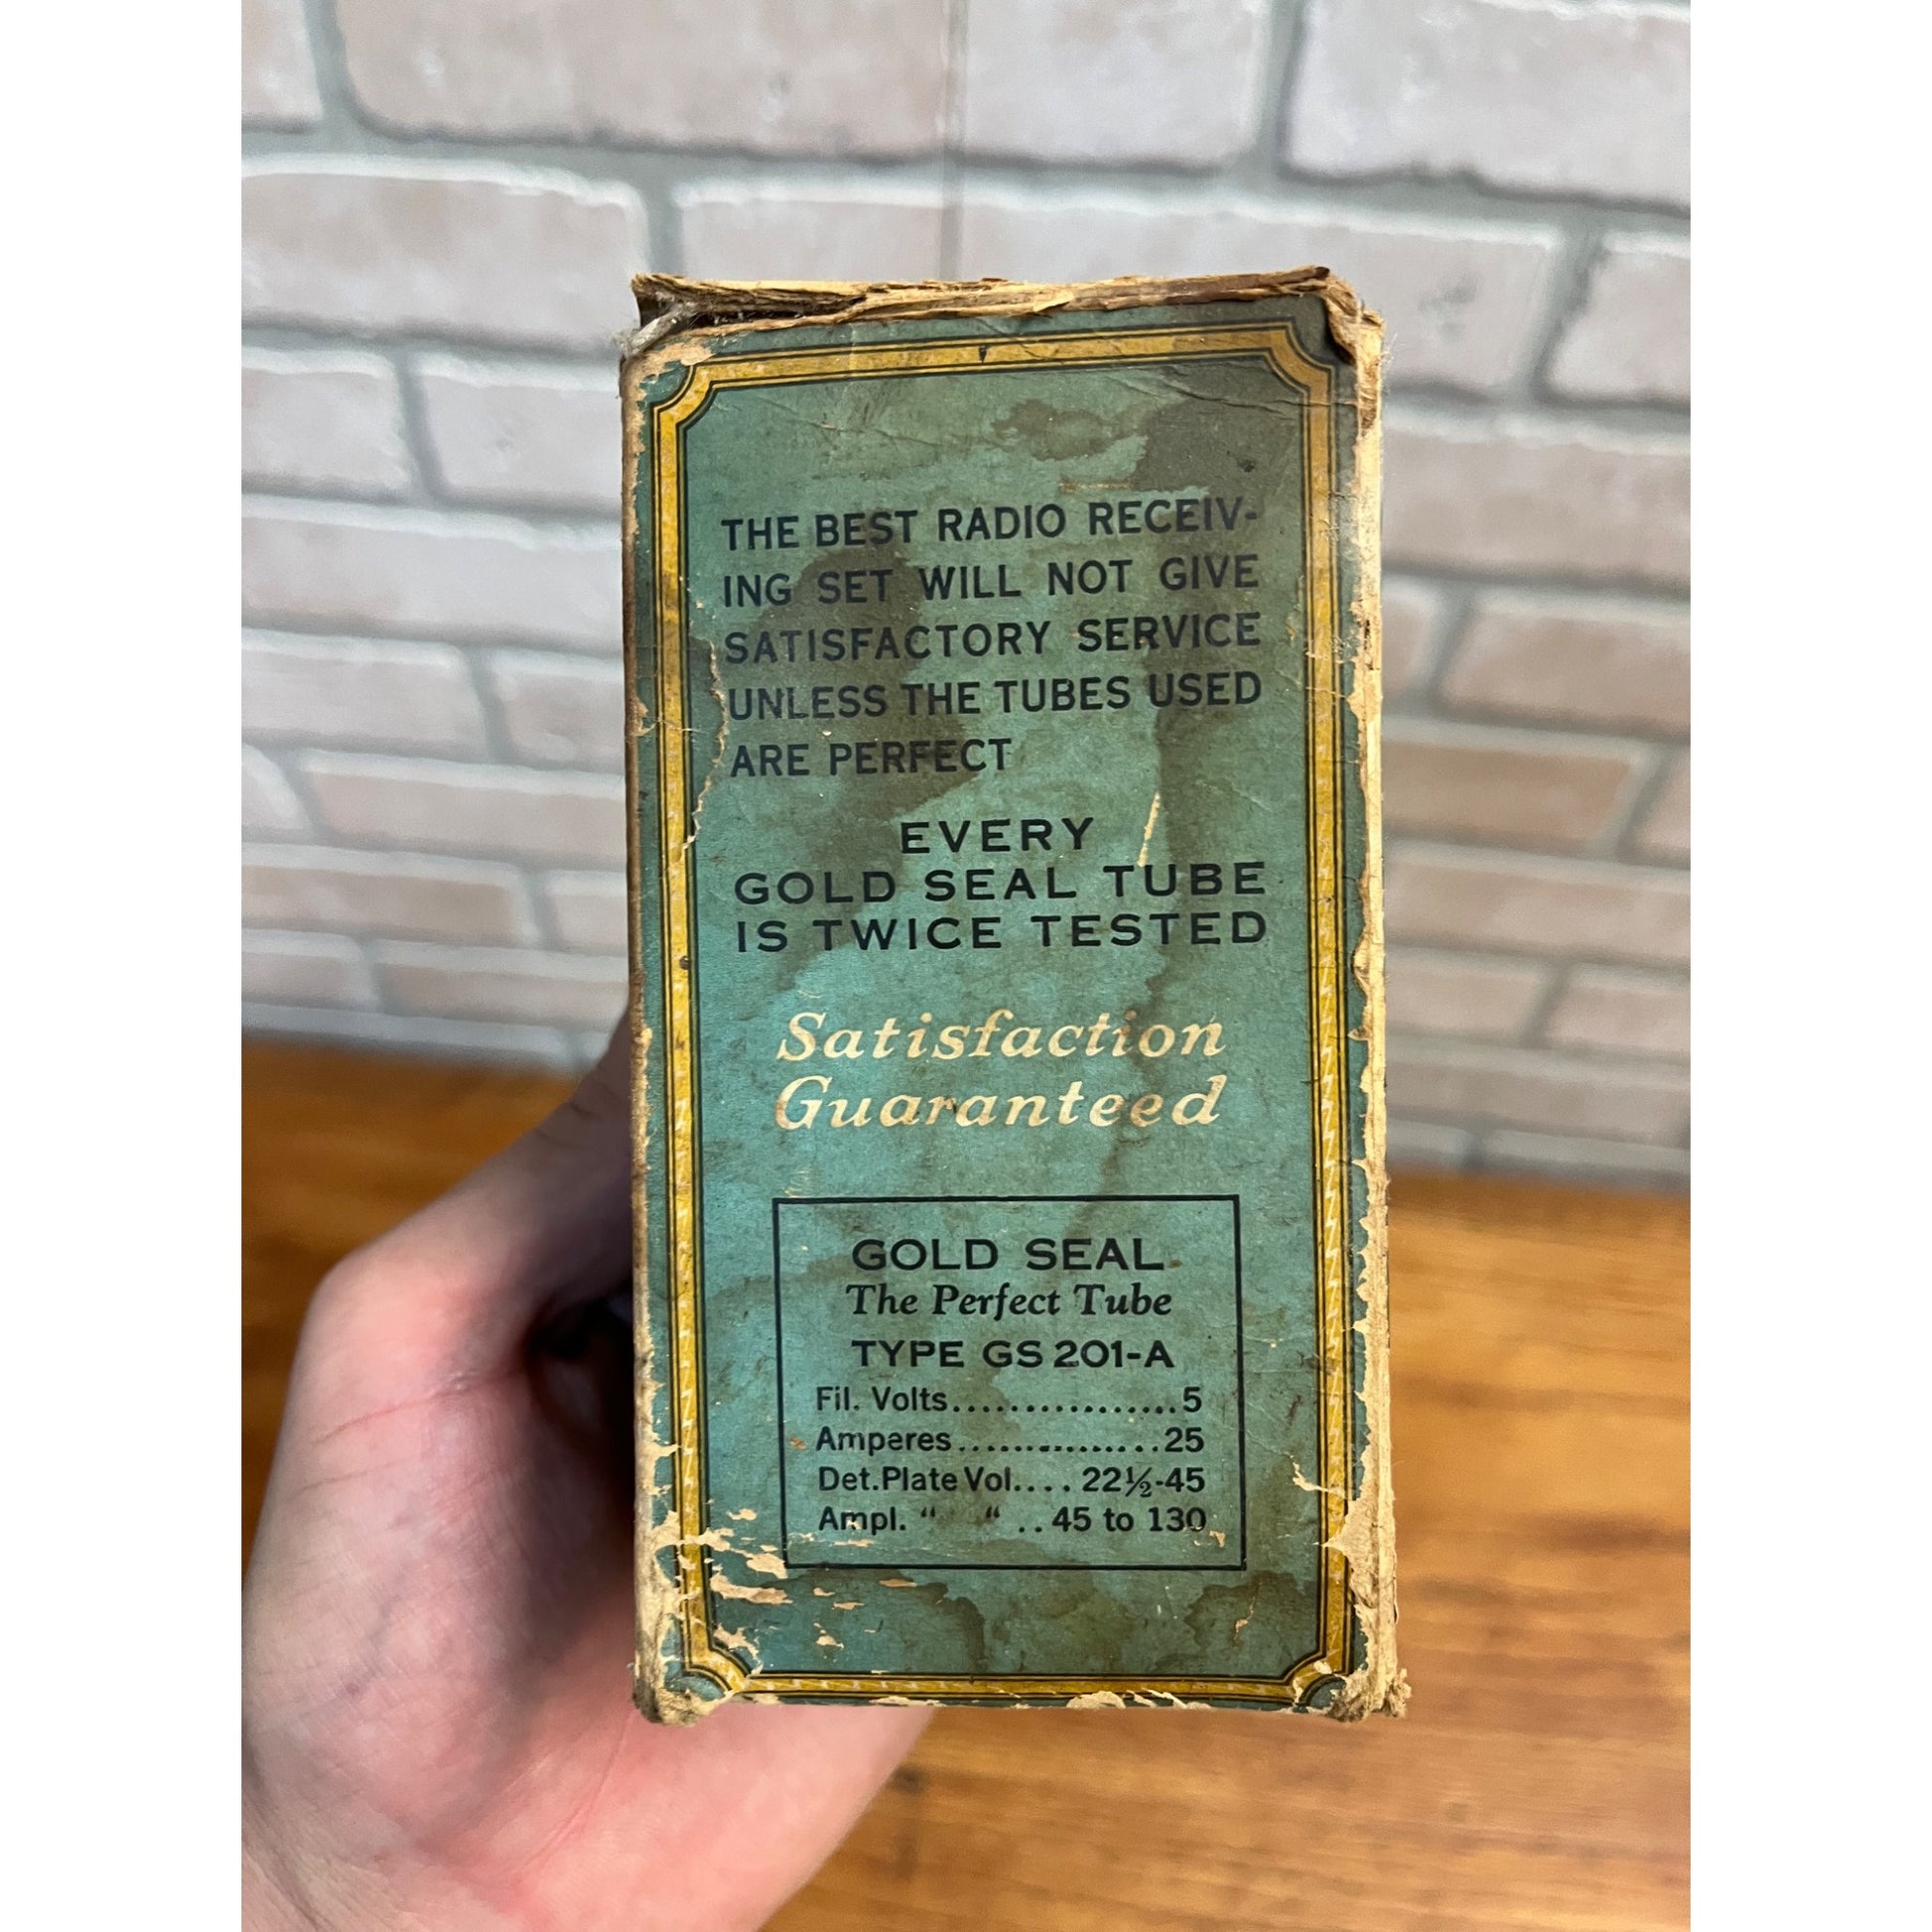 THE BEST RADIO RECEIV-
ING SET WILL NOT GIVE
SATISFACTORY SERVICE
UNLESS THE TUBES USED
ARE PERFECT
EVERY
GOLD SEAL TUBE
IS TWICE TESTED
Satisfaction
Guaranteed
GOLD SEAL
The Perfect Tube
TYPE GS 201-A
Fil. Volts................5
Amperes...............25
Det.Plate Vol.... 22½-45
Ampl. “ “ .. 45 to 130